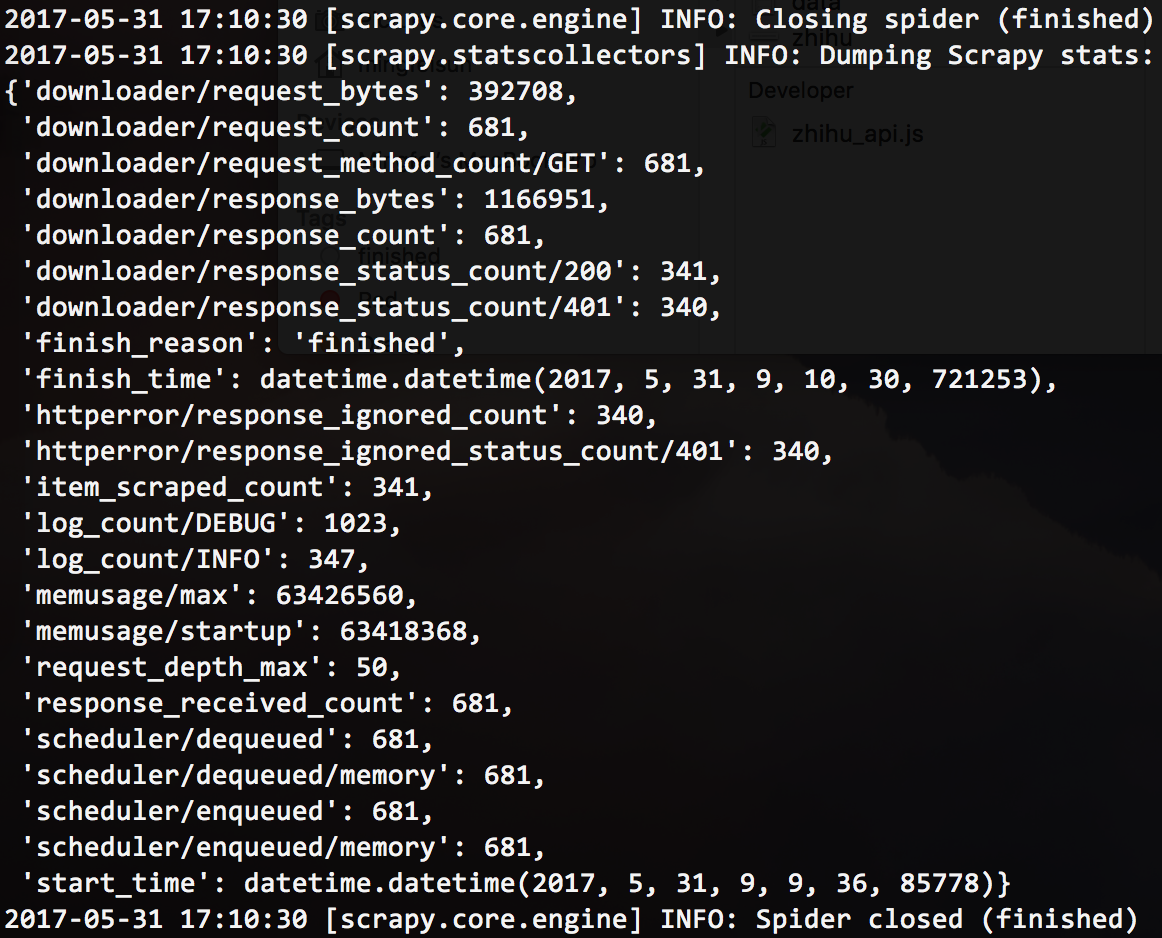 2017-05-31 17:10:30 [scrapy.core.engine] INFO: Closing spider (finished)
2017-05-31 17:10:30 [scrapy.statscollectors] INFO: Dumping Scrapy stats:
{'downloader/request_bytes': 392708,
'downloader/request_count': 681,
'downloader/request_method_count/GET': 681,
'downloader/response_bytes': 1166951,
'downloader/response_count': 681,
'downloader/response_status_count/200': 341,
'downloader/response_status_count/401': 340,
'finish_reason': 'finished',
'finish_time': datetime.datetime(2017, 5, 31, 9, 10, 30, 721253),
'httperror/response_ignored_count': 340,
'httperror/response_ignored_status_count/401': 340,
'item_scraped_count': 341,
'log_count/DEBUG': 1023,
'log_count/INFO': 347,
'memusage/max': 63426560,
'memusage/startup': 63418368,
'request_depth_max': 50,
'response_received_count': 681,
'scheduler/dequeued': 681,
'scheduler/dequeued/memory': 681,
'scheduler/enqueued': 681,
'scheduler/enqueued/memory': 681,
'start_time': datetime.datetime(2017, 5, 31, 9, 9, 36, 85778)}
2017-05-31 17:10:30 [scrapy.core.engine] INFO: Spider closed (finished)
data
zhihu
Developer
zhihu_api.js
Tags
finished